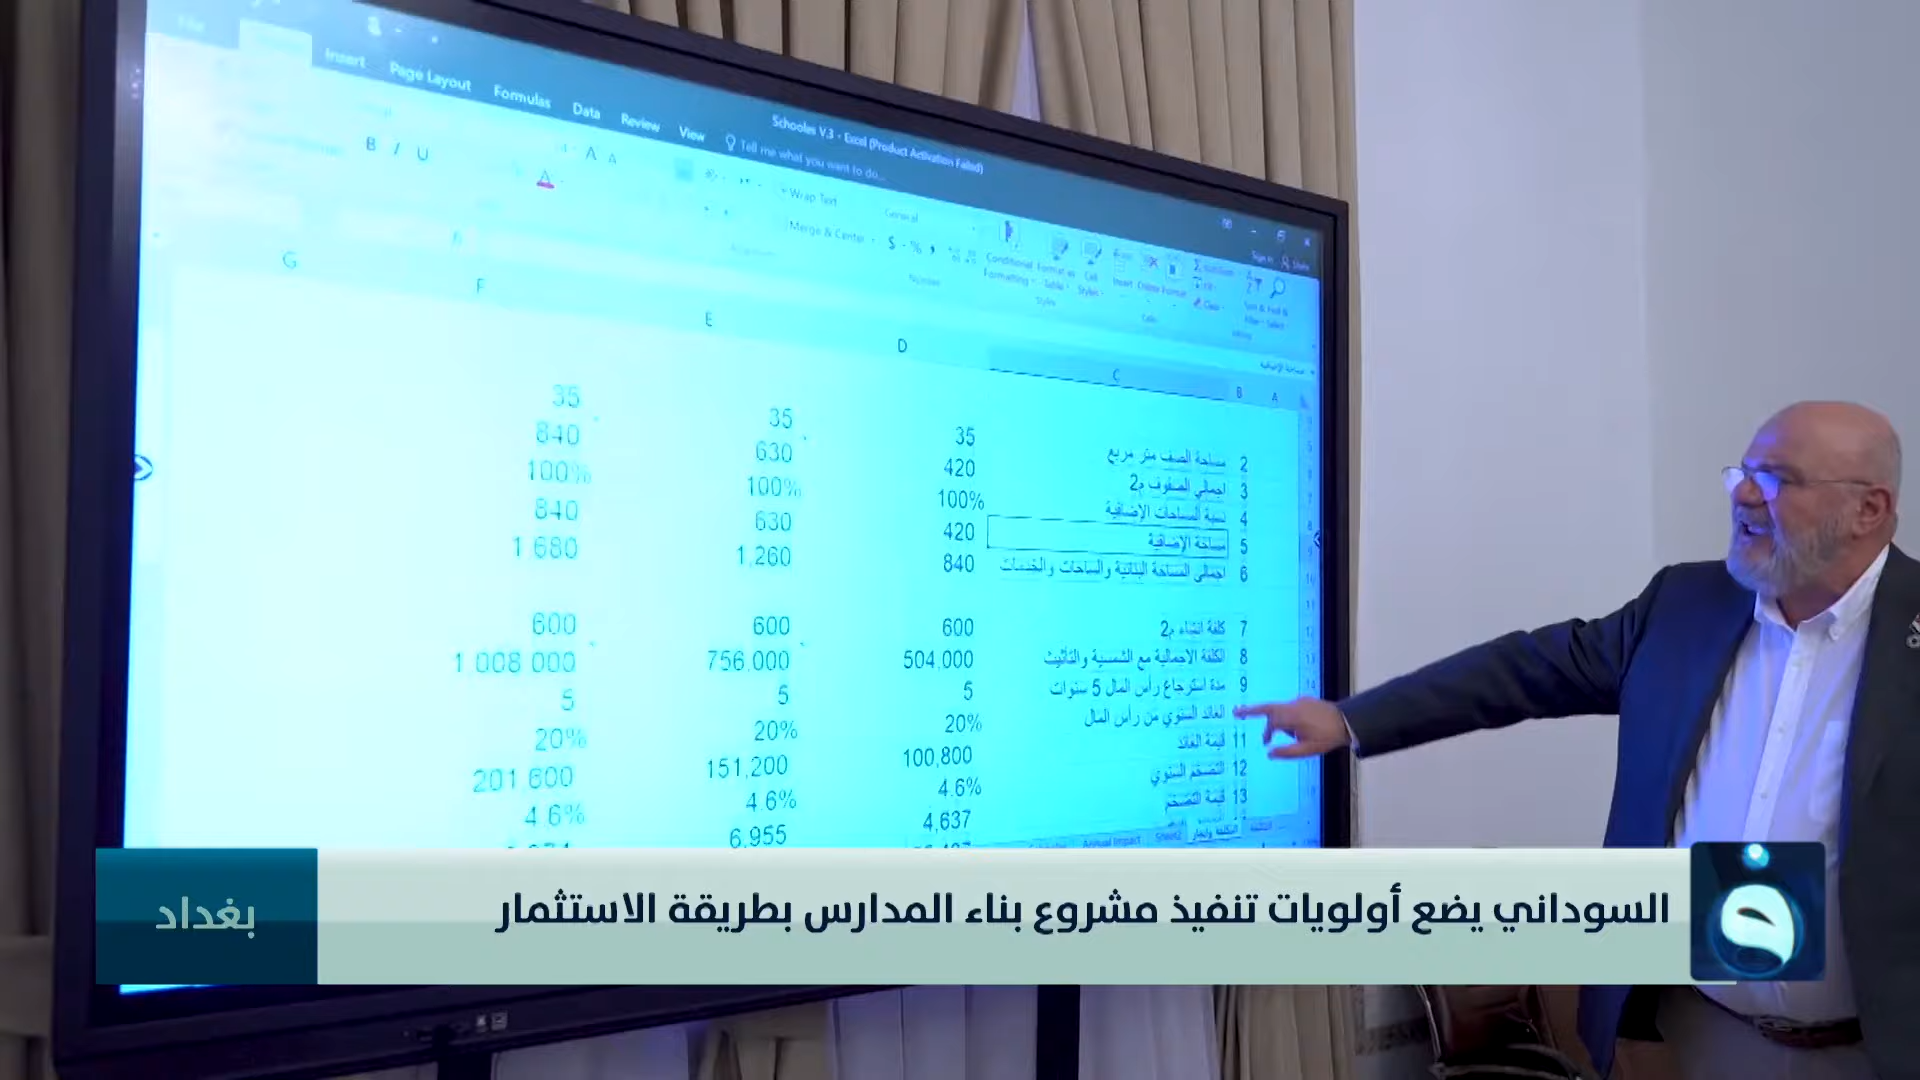 Schooles V.3 - Excel (Product Activation Failed)
Insert Page Layout Formulas Data Review View Tell me what you want to do...
B I U A A Wrap Text General
Merge & Center $ % Conditional Formatting Format as Table Cell Styles Insert Format
G F E D C B A
2 مساحة الصف متر مربع 35 35 35
3 اجمالي الصفوف م2 420 630 840
4 نسبة المساحات الإضافية 100% 100% 100%
5 مساحة الإضافية 420 630 840
6 اجمالي المساحة البنائية والساحات والخدمات 840 1,260 1 680
7 كلفة انشاء م2 600 600 600
8 الكلفة الاجمالية مع الشمسية والتأثيث 504,000 756,000 1 008 000
9 مدة استرجاع رأس المال 5 سنوات 5 5 5
العائد السنوي من رأس المال 20% 20% 20%
11 قيمة العائد 100,800 151,200 201 600
12 التضخم السنوي 4.6% 4.6% 4 6%
13 قيمة التضخم 4,637 6,955
Annual Impact Sheet2
السوداني يضع أولويات تنفيذ مشروع بناء المدارس بطريقة الاستثمار
بغداد